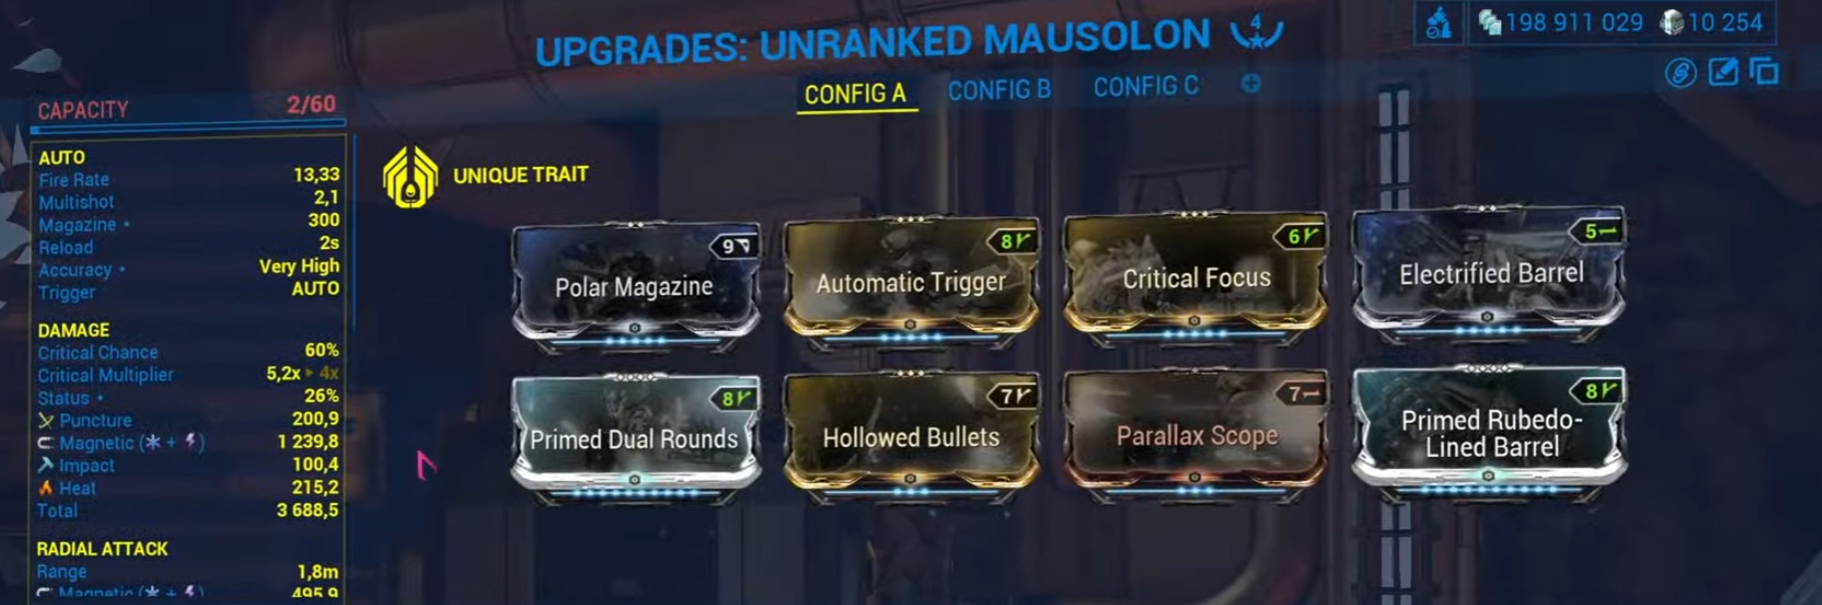 UPGRADES: UNRANKED MAUSOLON 4
198 911 029 10 254
CONFIG A CONFIG B CONFIG C
CAPACITY 2/60
AUTO
Fire Rate 13,33
Multishot 2,1
Magazine 300
Reload 2s
Accuracy Very High
Trigger AUTO
DAMAGE
Critical Chance 60%
Critical Multiplier 5,2x ▸ 4x
Status 26%
Puncture 200,9
Magnetic ( + ) 1 239,8
Impact 100,4
Heat 215,2
Total 3 688,5
RADIAL ATTACK
Range 1,8m
Magnetic ( + ) 495,9
UNIQUE TRAIT
9
Polar Magazine
8
Automatic Trigger
6
Critical Focus
5
Electrified Barrel
8
Primed Dual Rounds
7
Hollowed Bullets
7
Parallax Scope
8
Primed Rubedo-
Lined Barrel